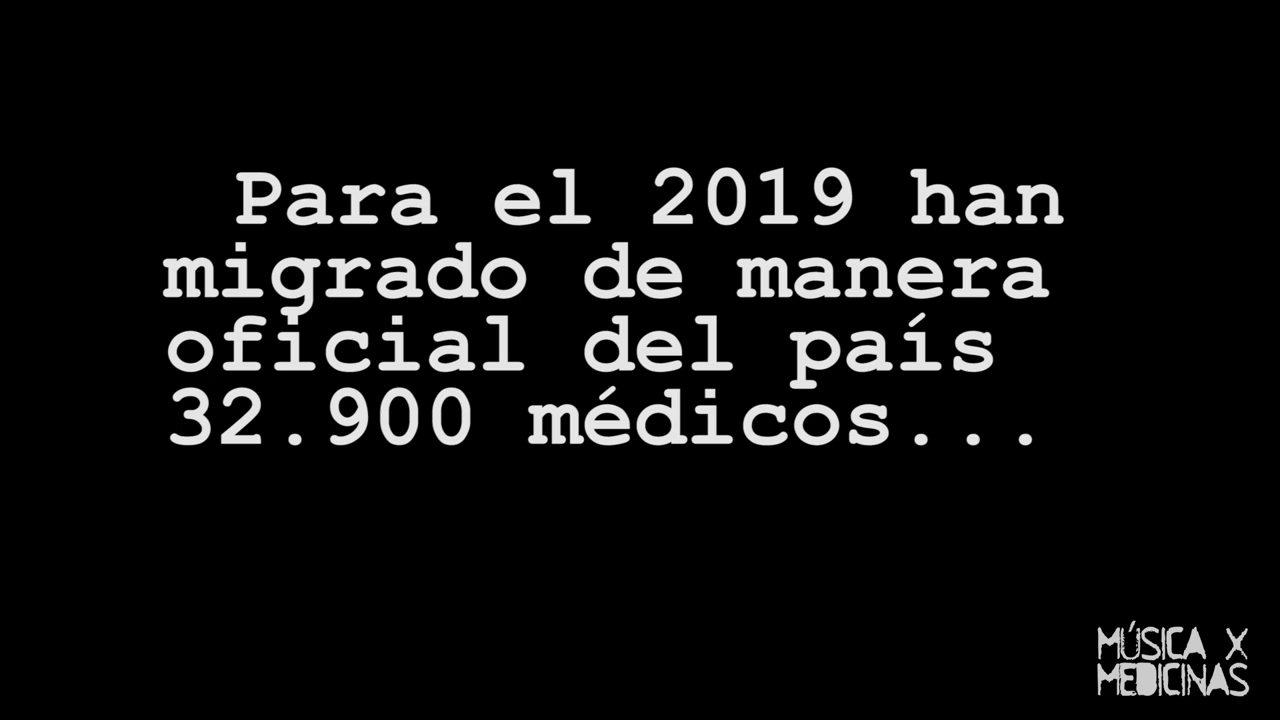 Para el 2019 han
migrado de manera
oficial del país
32.900 médicos...
MÚSICA X
MEDICINAS